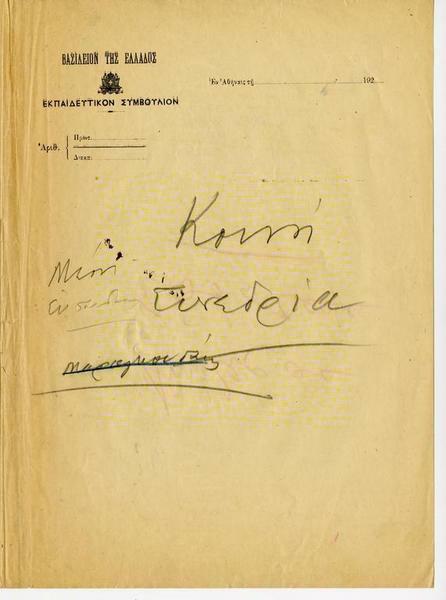 ΒΑΣΙΛΕΙΟΝ ΤΗΣ ΕΛΛΑΔΟΣ
ΕΚΠΑΙΔΕΥΤΙΚΟΝ ΣΥΜΒΟΥΛΙΟΝ
Ἐν Ἀθήναις τῇ 192
Ἀριθ.
Πρωτ.
Διεκπ.
Κοινή
Συνεδρία